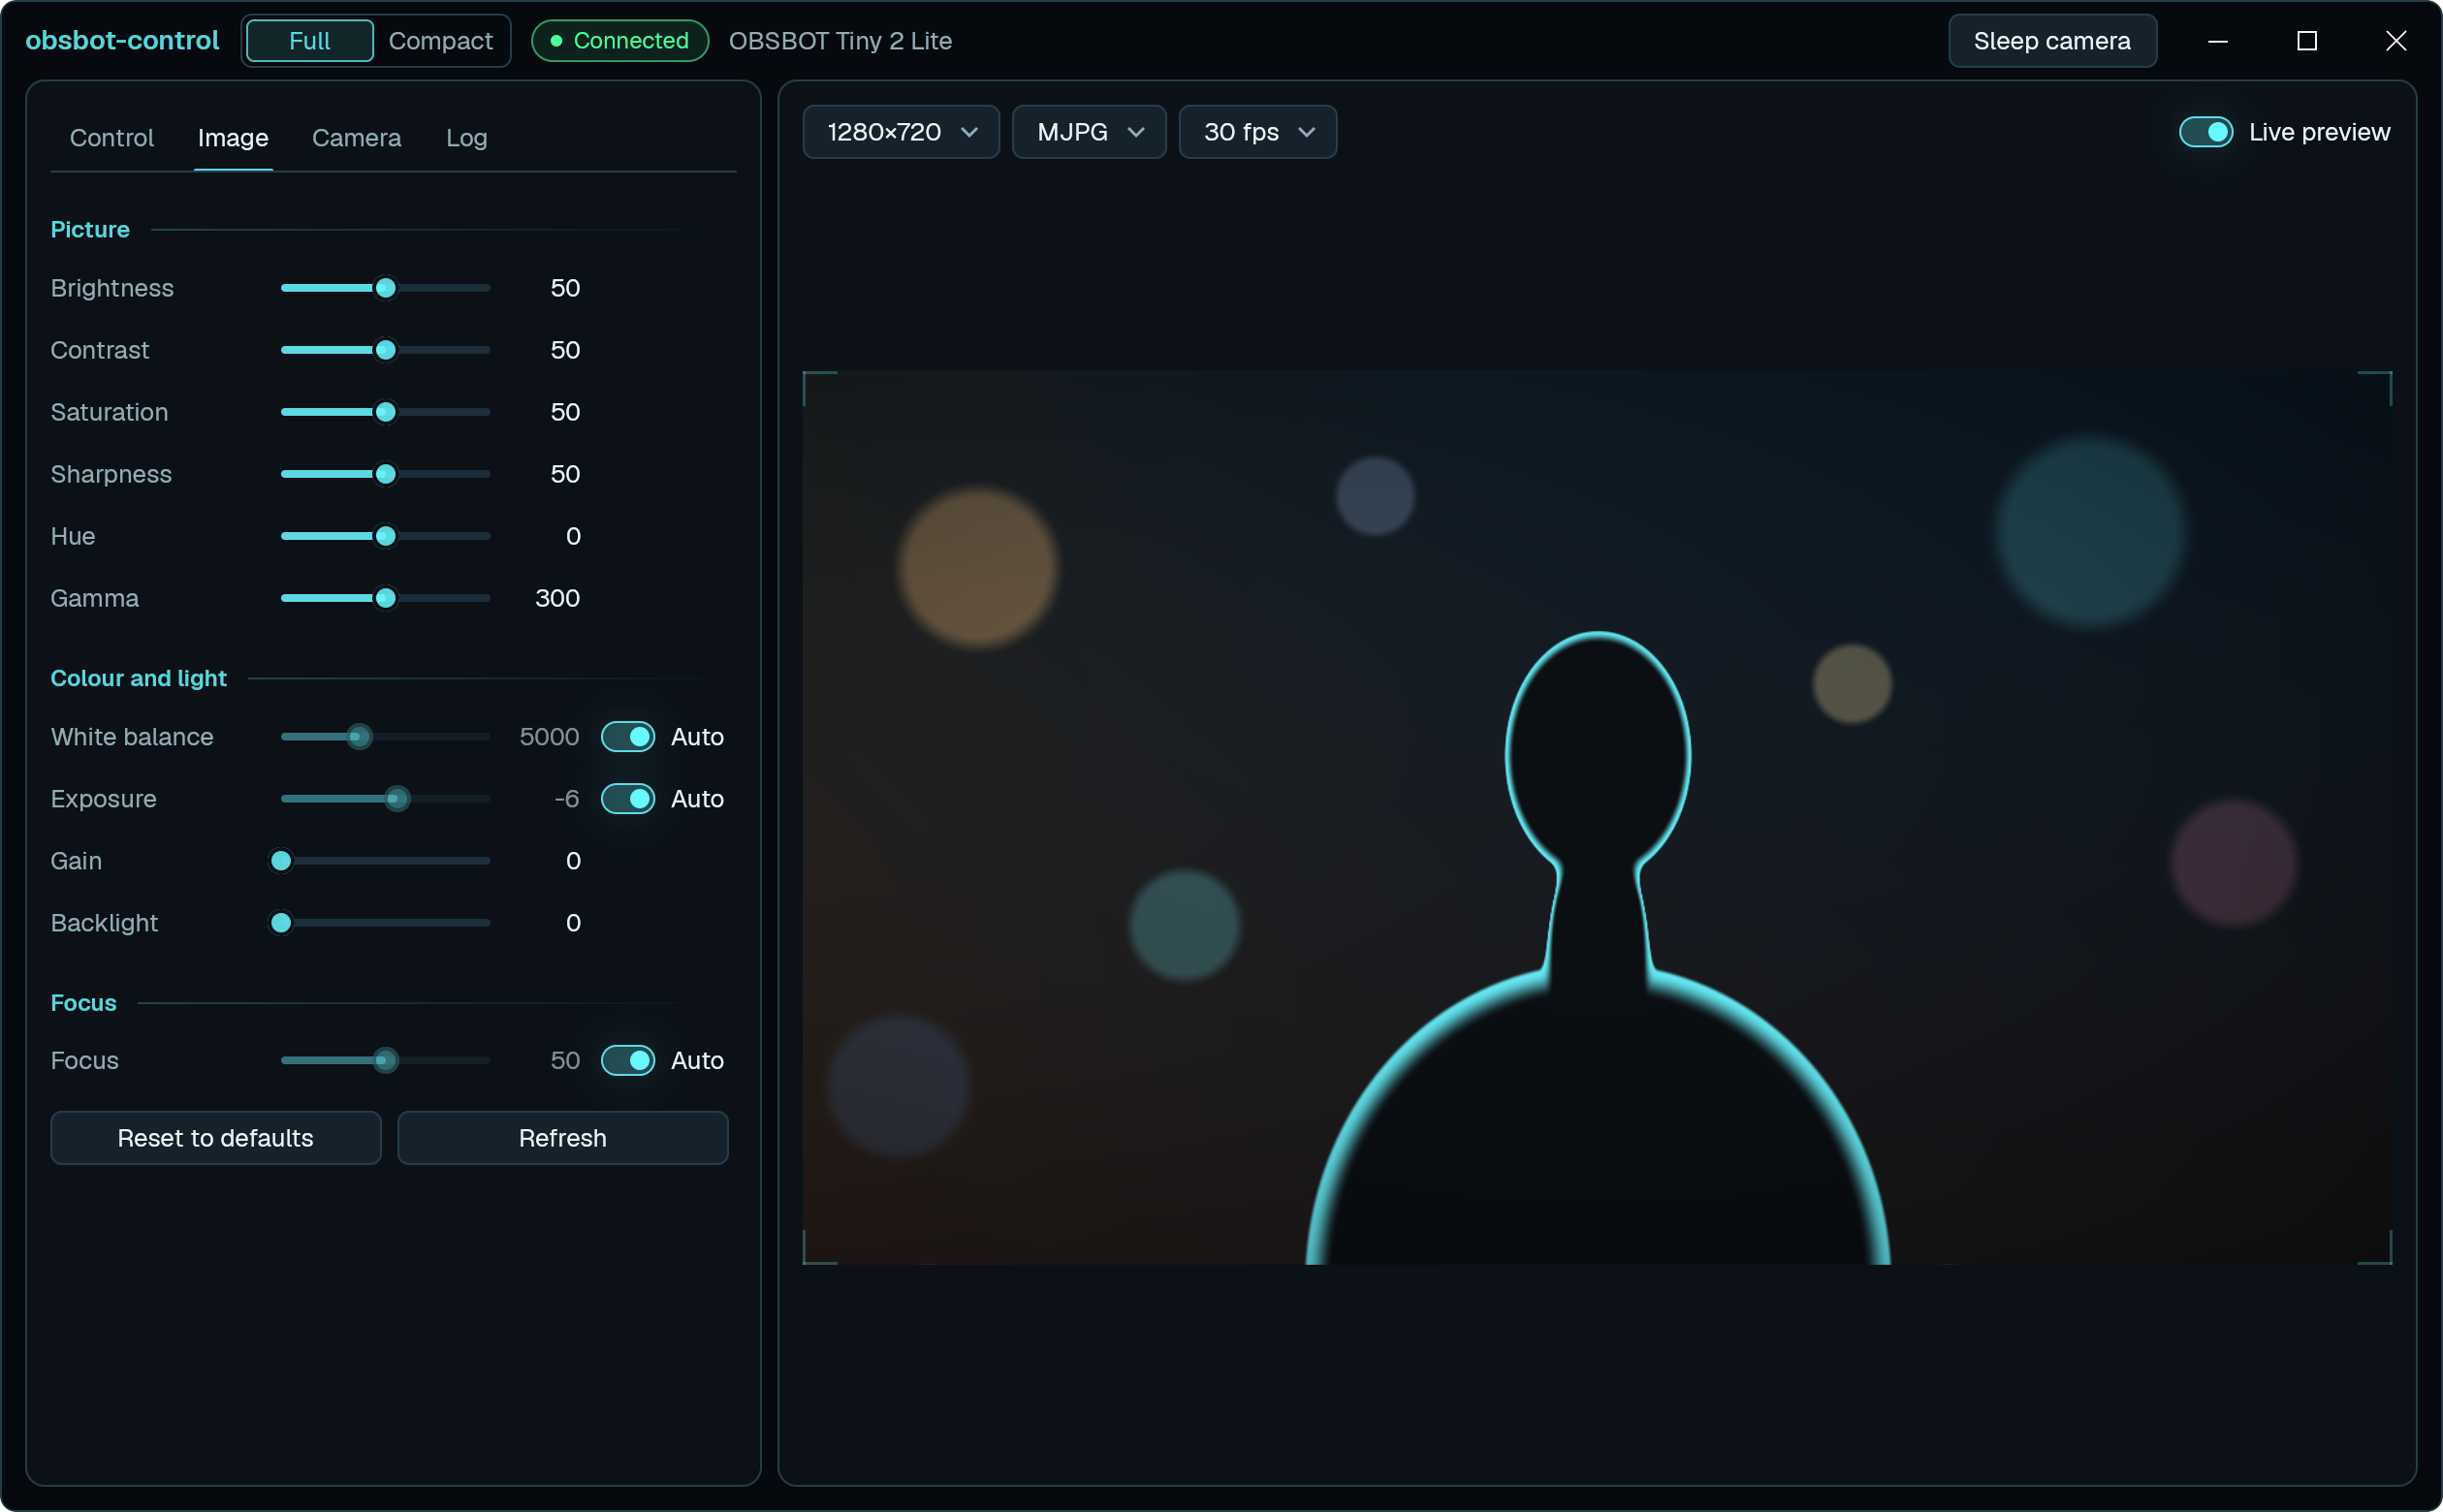 obsbot-control Full Compact Connected OBSBOT Tiny 2 Lite Sleep camera
Control Image Camera Log
Picture
Brightness 50
Contrast 50
Saturation 50
Sharpness 50
Hue 0
Gamma 300
Colour and light
White balance 5000 Auto
Exposure -6 Auto
Gain 0
Backlight 0
Focus
Focus 50 Auto
Reset to defaults Refresh
1280×720 MJPG 30 fps Live preview